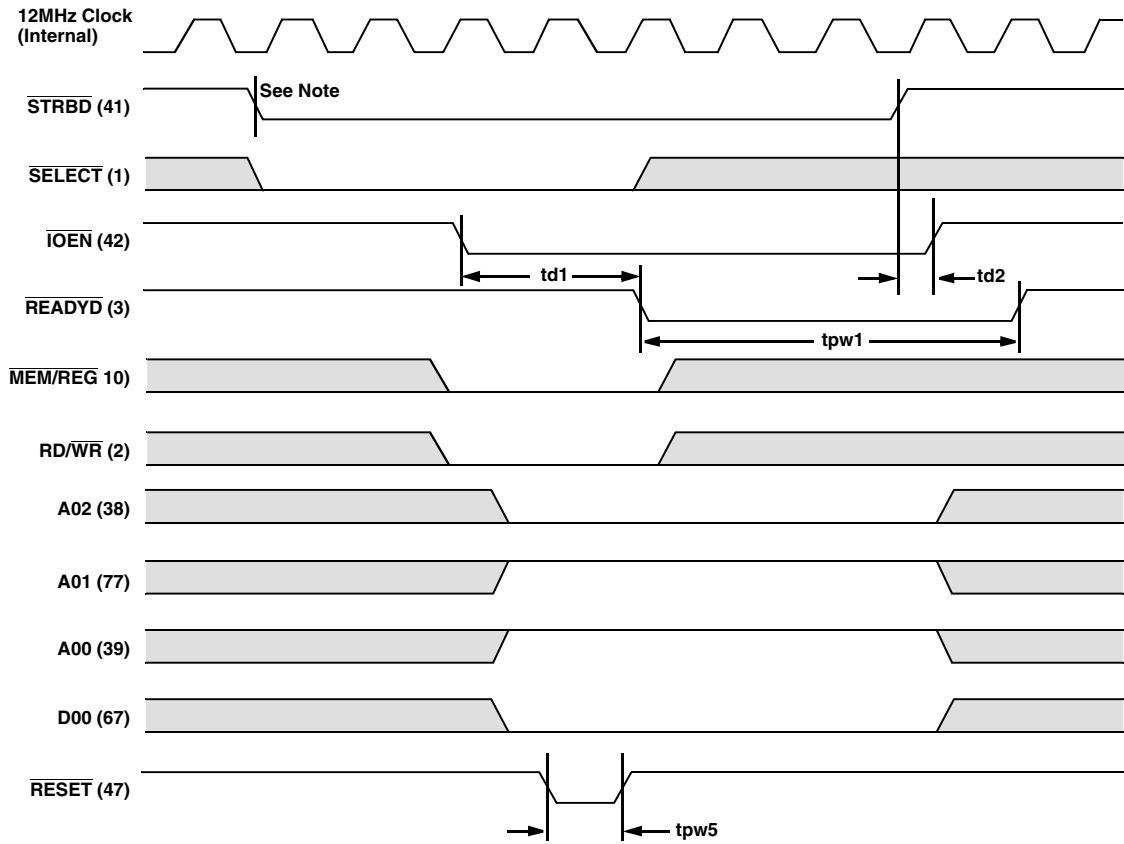 12MHz Clock
(Internal)
STRBD (41)
See Note
SELECT (1)
IOEN (42)
td1
td2
READYD (3)
tpw1
MEM/REG 10)
RD/WR (2)
A02 (38)
A01 (77)
A00 (39)
D00 (67)
RESET (47)
tpw5